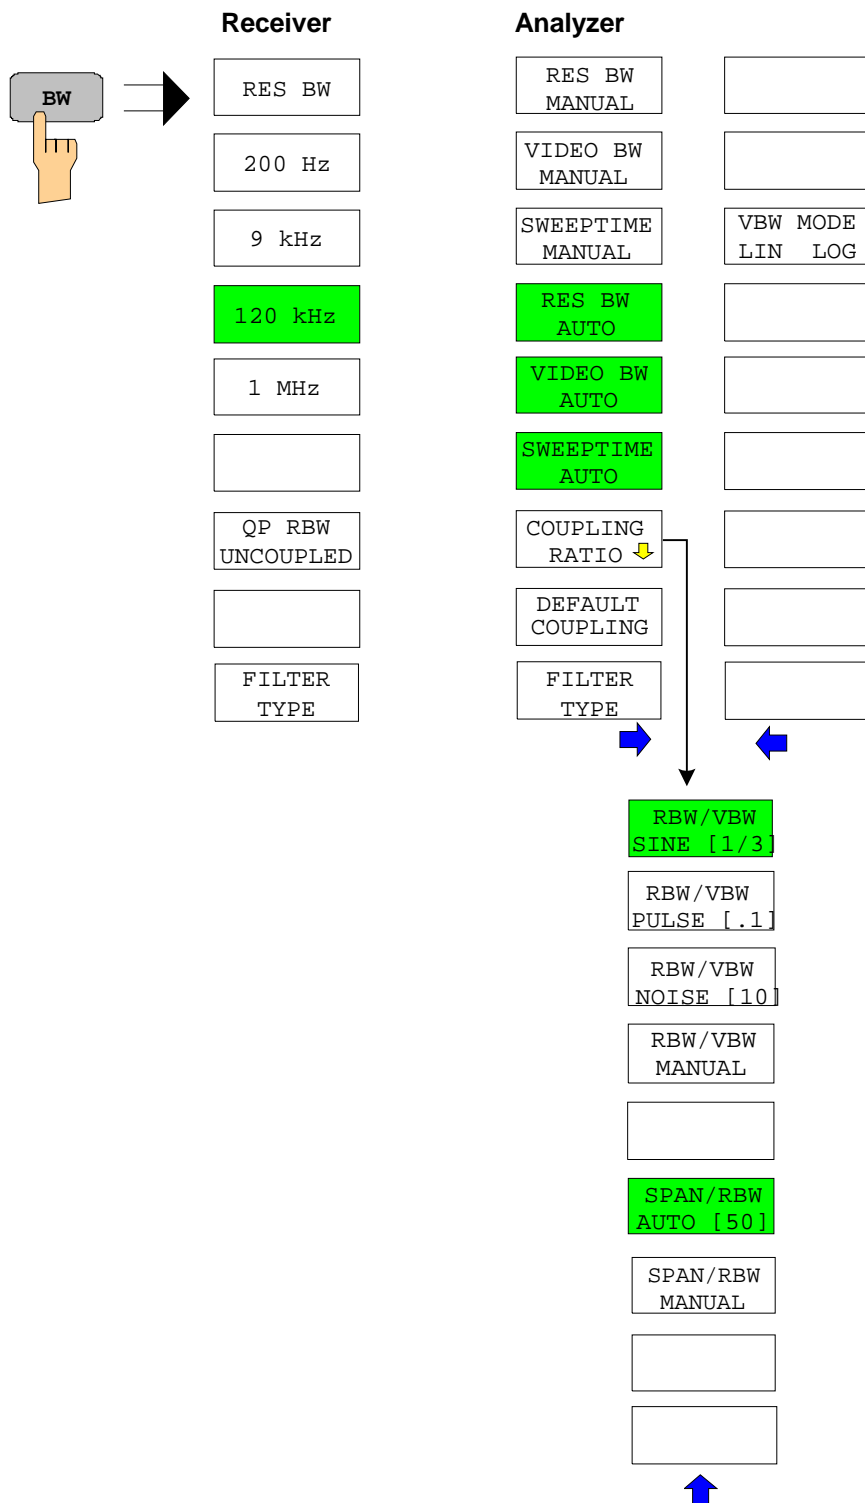 Receiver
Analyzer
BW
RES BW
200 Hz
9 kHz
120 kHz
1 MHz
QP RBW
UNCOUPLED
FILTER
TYPE
RES BW
MANUAL
VIDEO BW
MANUAL
SWEEPTIME
MANUAL
RES BW
AUTO
VIDEO BW
AUTO
SWEEPTIME
AUTO
COUPLING
RATIO
DEFAULT
COUPLING
FILTER
TYPE
VBW MODE
LIN LOG
RBW/VBW
SINE [1/3]
RBW/VBW
PULSE [.1]
RBW/VBW
NOISE [10]
RBW/VBW
MANUAL
SPAN/RBW
AUTO [50]
SPAN/RBW
MANUAL